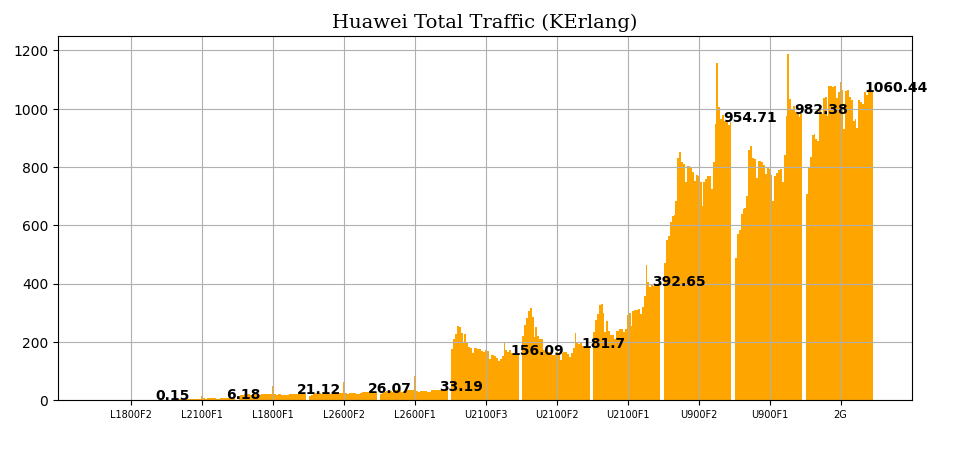 Huawei Total Traffic (KErlang)
1200
1000
800
600
400
200
0
0.15
6.18
21.12
26.07
33.19
156.09
181.7
392.65
954.71
982.38
1060.44
L1800F2
L2100F1
L1800F1
L2600F2
L2600F1
U2100F3
U2100F2
U2100F1
U900F2
U900F1
2G